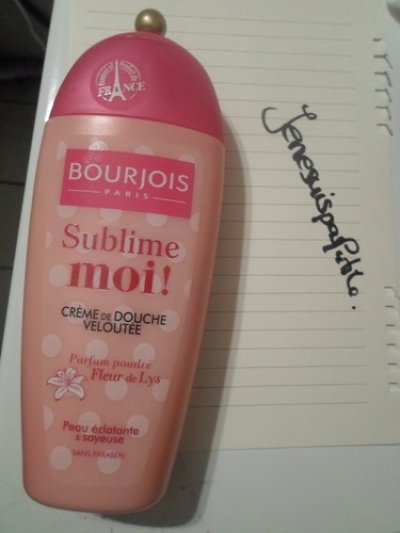 FRANCE
BOURJOIS
PARIS
Sublime
moi!
CRÈME DE DOUCHE
VELOUTÉE
Parfum poudré
Fleur de Lys
Peau éclatante
& soyeuse
SANS PARABEN